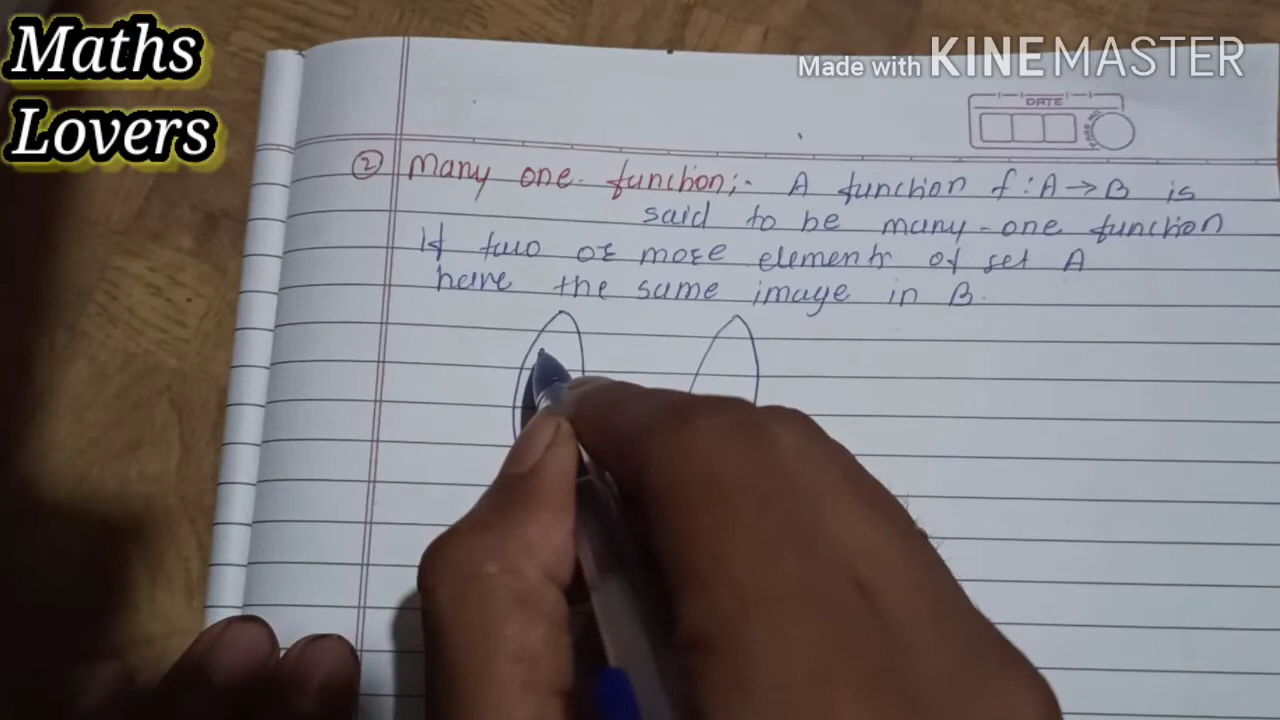 Maths
Lovers
Made with KINEMASTER
DATE
② Many one function;- A function f:A→B is
said to be many-one function
If two or more elements of set A
have the same image in B.